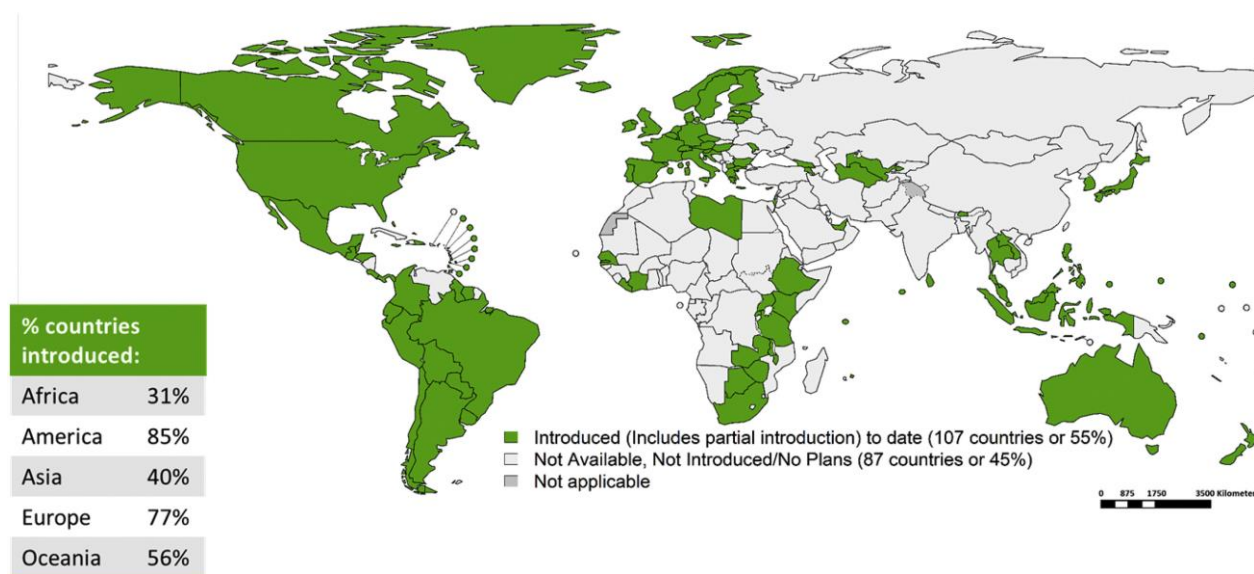 % countries
introduced:
Africa 31%
America 85%
Asia 40%
Europe 77%
Oceania 56%
Introduced (Includes partial introduction) to date (107 countries or 55%)
Not Available, Not Introduced/No Plans (87 countries or 45%)
Not applicable
0 875 1750 3500 Kilometer